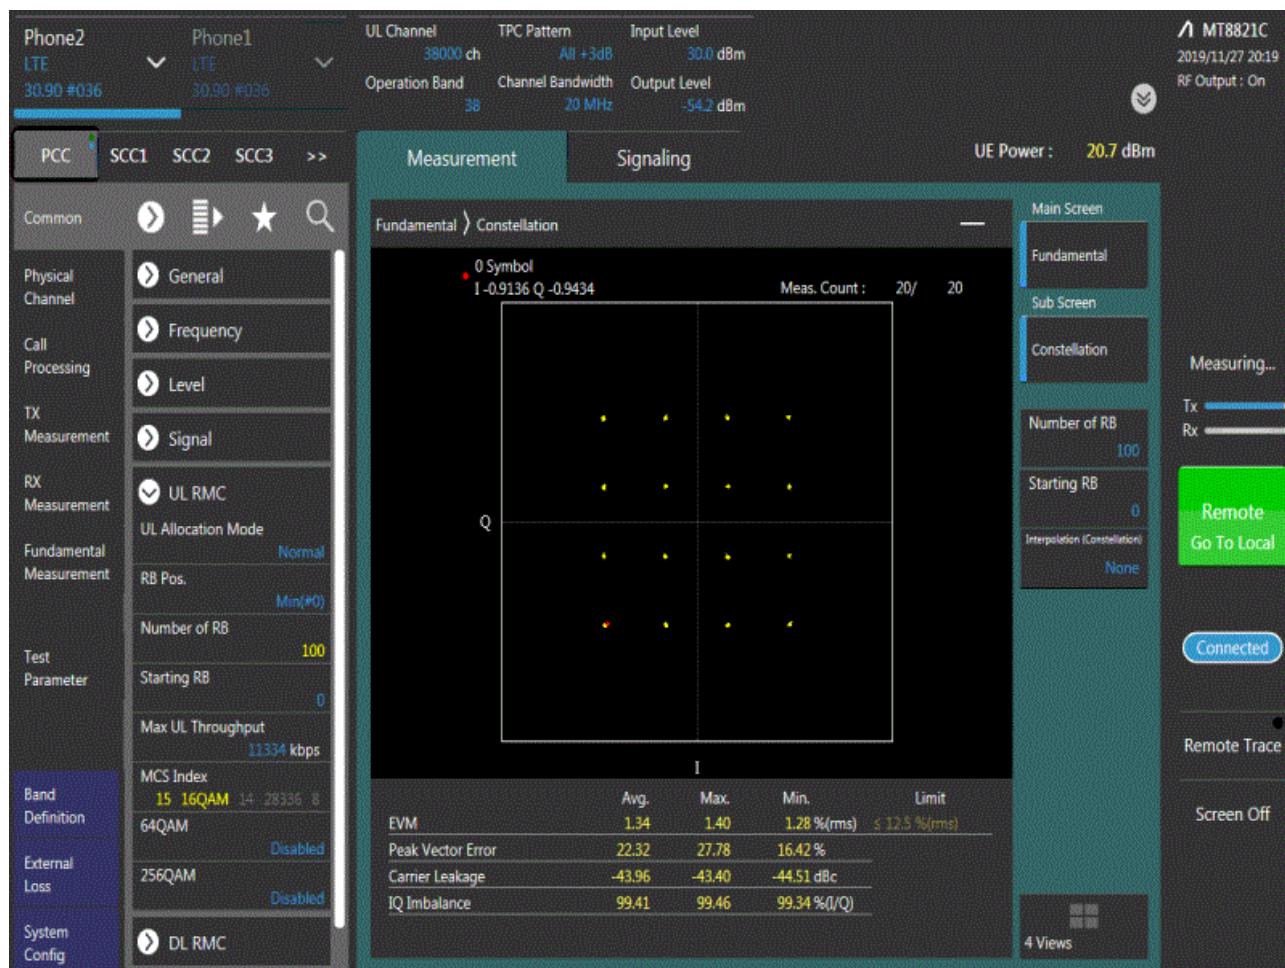 Phone2
LTE
30.90 #036
Phone1
LTE
30.90 #036
UL Channel
38000 ch
TPC Pattern
All +3dB
Input Level
30.0 dBm
Operation Band
38
Channel Bandwidth
20 MHz
Output Level
-54.2 dBm
MT8821C
2019/11/27 20:19
RF Output : On
PCC SCC1 SCC2 SCC3 >>
Measurement Signaling
UE Power : 20.7 dBm
Common
Physical
Channel
Call
Processing
TX
Measurement
RX
Measurement
Fundamental
Measurement
Test
Parameter
Band
Definition
External
Loss
System
Config
General
Frequency
Level
Signal
UL RMC
UL Allocation Mode
Normal
RB Pos.
Min(#0)
Number of RB
100
Starting RB
0
Max UL Throughput
11334 kbps
MCS Index
15 16QAM 14 28336 8
64QAM
Disabled
256QAM
Disabled
DL RMC
Fundamental Constellation
0 Symbol
I -0.9136 Q -0.9434
Meas. Count : 20/ 20
Q
I
Avg. Max. Min. Limit
EVM 1.34 1.40 1.28 %(rms) ≤ 12.5 %(rms)
Peak Vector Error 22.32 27.78 16.42 %
Carrier Leakage -43.96 -43.40 -44.51 dBc
IQ Imbalance 99.41 99.46 99.34 %(I/Q)
Main Screen
Fundamental
Sub Screen
Constellation
Number of RB
100
Starting RB
0
Interpolation (Constellation)
None
4 Views
Measuring...
Tx
Rx
Remote
Go To Local
Connected
Remote Trace
Screen Off